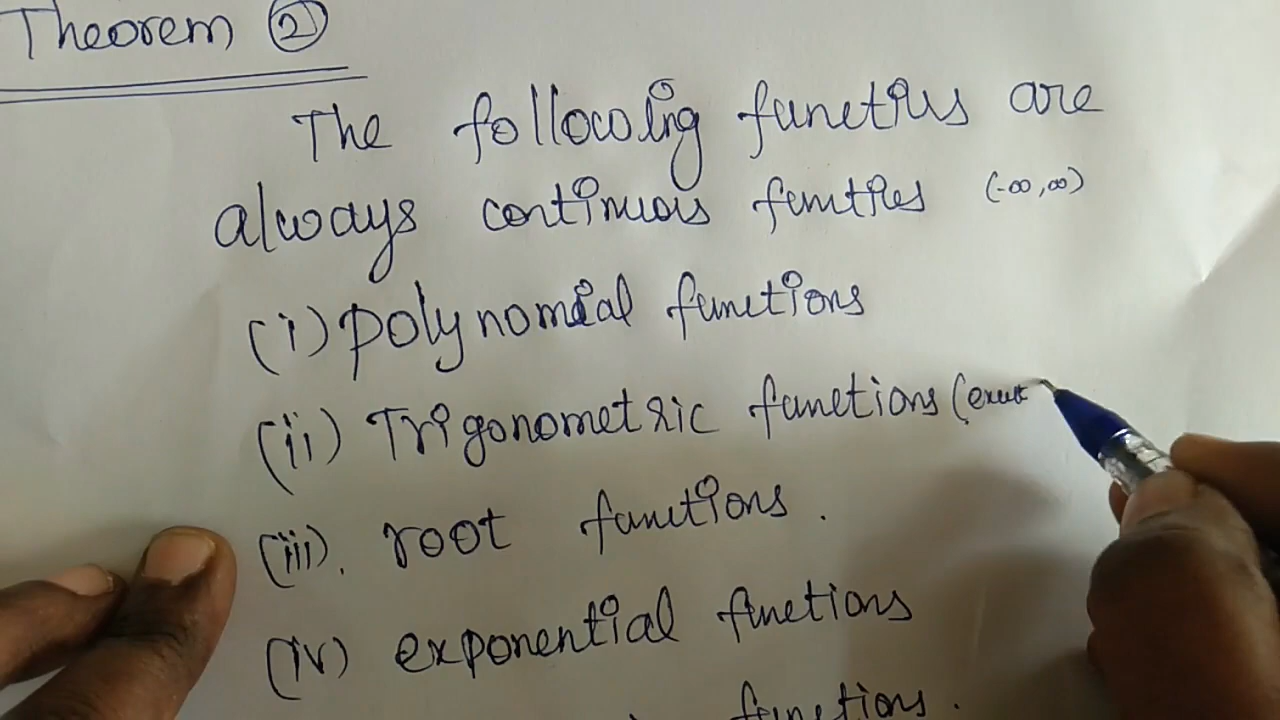 Theorem ②
The following functins are
always continuous (-∞,∞)
(i) polynomial functions
(ii) Trigonometric functions (
(iii). root functions.
(iv) exponential functions
functions.